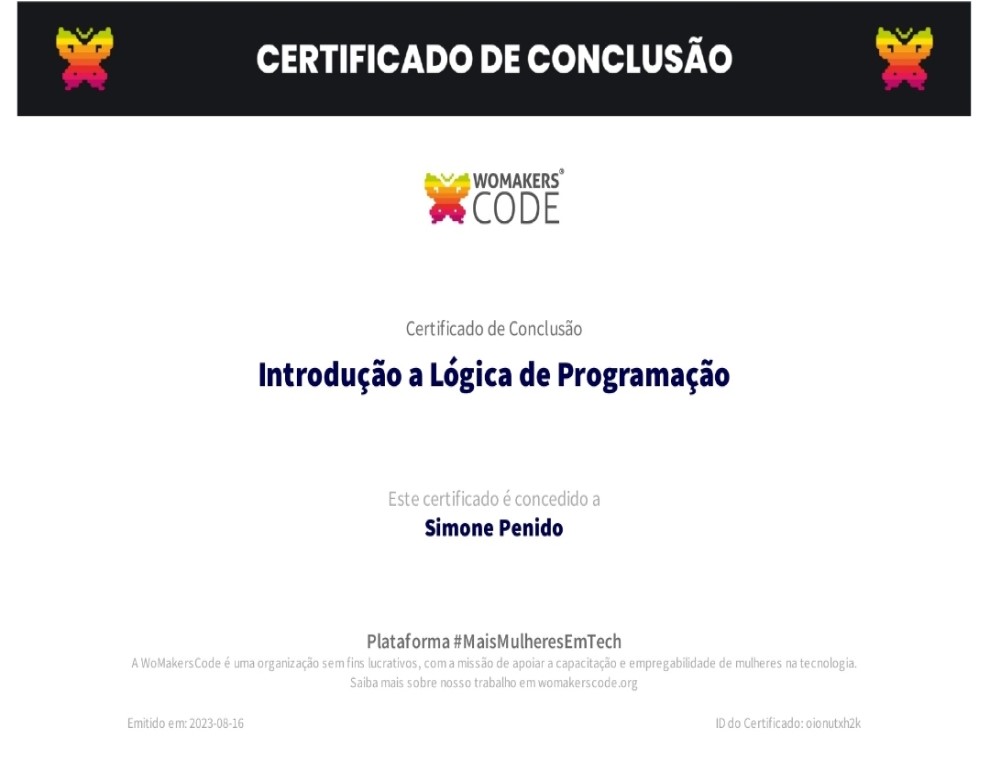 CERTIFICADO DE CONCLUSÃO
WOMAKERS®
CODE
Certificado de Conclusão
Introdução a Lógica de Programação
Este certificado é concedido a
Simone Penido
Plataforma #MaisMulheresEmTech
A WoMakersCode é uma organização sem fins lucrativos, com a missão de apoiar a capacitação e empregabilidade de mulheres na tecnologia.
Saiba mais sobre nosso trabalho em womakerscode.org
Emitido em: 2023-08-16
ID do Certificado: oionutxh2k